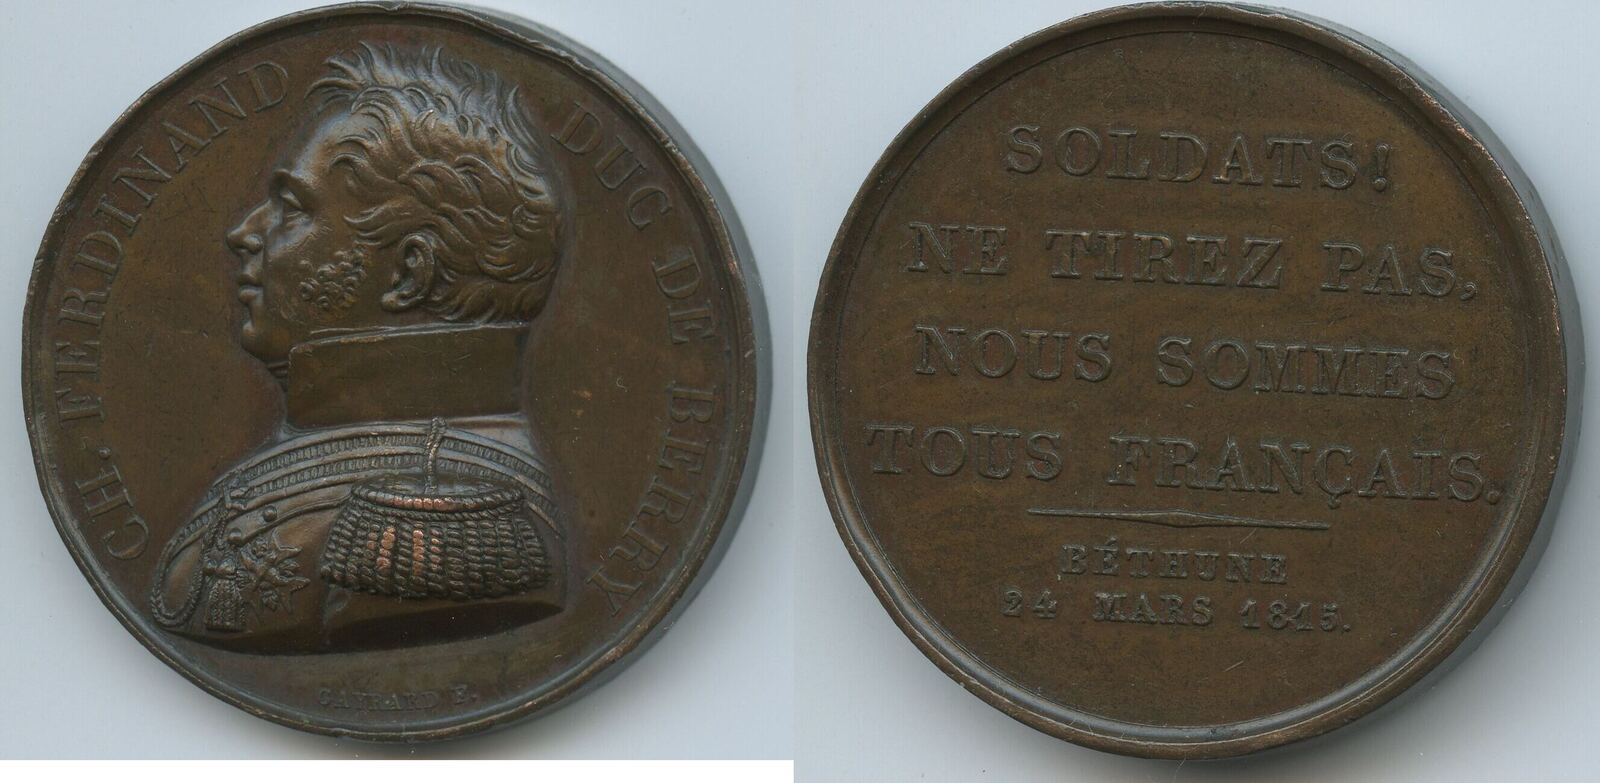 CH. FERDINAND DUC DE BERRY
GAYRARD F.
SOLDATS!
NE TIREZ PAS,
NOUS SOMMES
TOUS FRANÇAIS.
BÉTHUNE
24 MARS 1815.